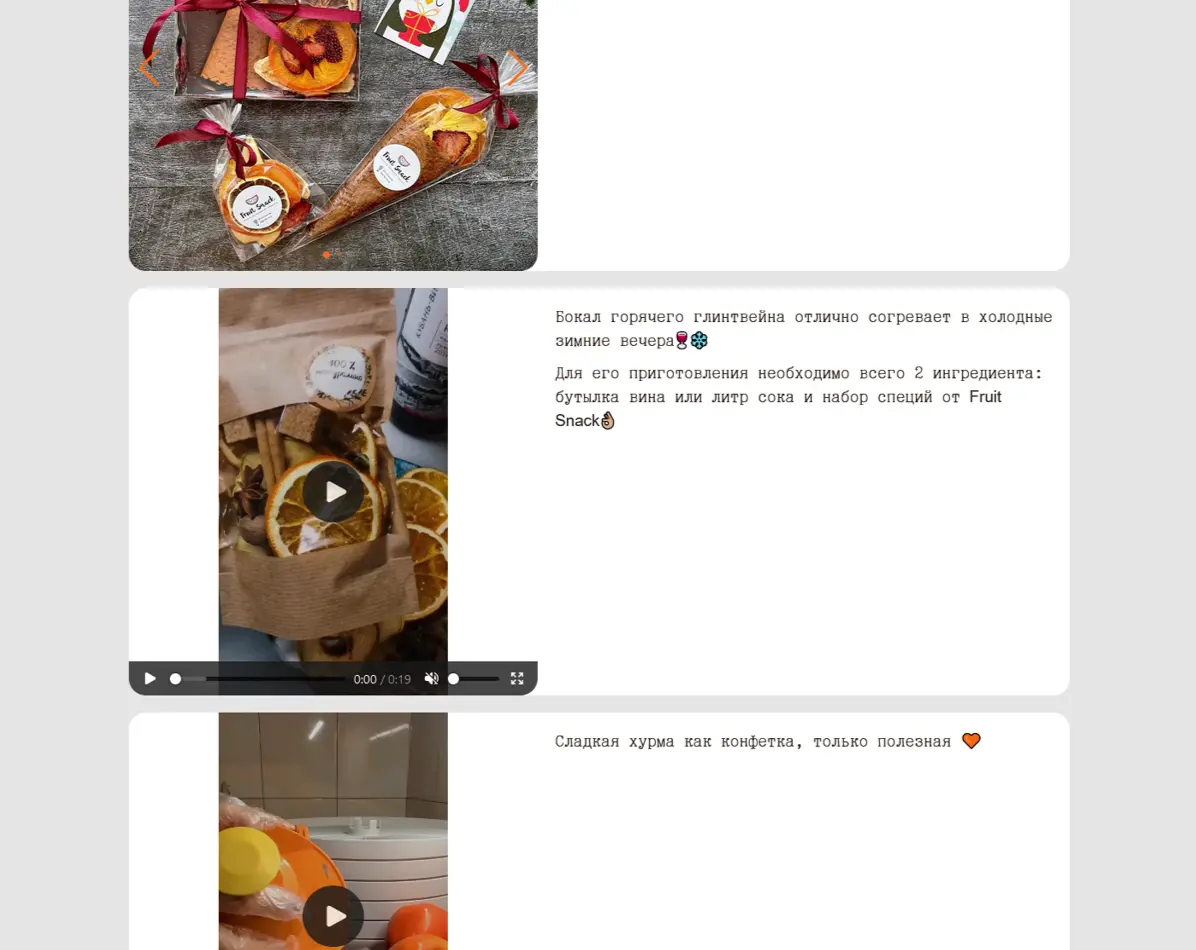 Fruit Snack
Fruit Snack
Бокал горячего глинтвейна отлично согревает в холодные
зимние вечера🍷❄️
Для его приготовления необходимо всего 2 ингредиента:
бутылка вина или литр сока и набор специй от Fruit
Snack👌🏼
100 %
0:00 / 0:19
Сладкая хурма как конфетка, только полезная 🧡